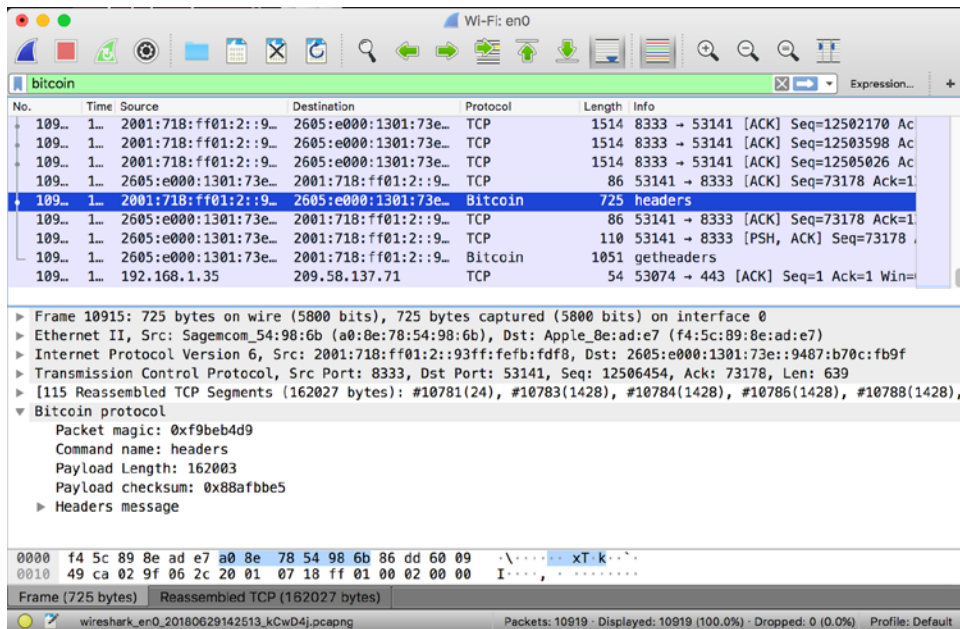 Wi-Fi: en0
bitcoin Expression... +
No. Time Source Destination Protocol Length Info
109… 1… 2001:718:ff01:2::9… 2605:e000:1301:73e… TCP 1514 8333 → 53141 [ACK] Seq=12502170 Ac
109… 1… 2001:718:ff01:2::9… 2605:e000:1301:73e… TCP 1514 8333 → 53141 [ACK] Seq=12503598 Ac
109… 1… 2001:718:ff01:2::9… 2605:e000:1301:73e… TCP 1514 8333 → 53141 [ACK] Seq=12505026 Ac
109… 1… 2605:e000:1301:73e… 2001:718:ff01:2::9… TCP 86 53141 → 8333 [ACK] Seq=73178 Ack=1
109… 1… 2001:718:ff01:2::9… 2605:e000:1301:73e… Bitcoin 725 headers
109… 1… 2605:e000:1301:73e… 2001:718:ff01:2::9… TCP 86 53141 → 8333 [ACK] Seq=73178 Ack=1
109… 1… 2605:e000:1301:73e… 2001:718:ff01:2::9… TCP 110 53141 → 8333 [PSH, ACK] Seq=73178
109… 1… 2605:e000:1301:73e… 2001:718:ff01:2::9… Bitcoin 1051 getheaders
109… 1… 192.168.1.35 209.58.137.71 TCP 54 53074 → 443 [ACK] Seq=1 Ack=1 Win=
Frame 10915: 725 bytes on wire (5800 bits), 725 bytes captured (5800 bits) on interface 0
Ethernet II, Src: Sagemcom_54:98:6b (a0:8e:78:54:98:6b), Dst: Apple_8e:ad:e7 (f4:5c:89:8e:ad:e7)
Internet Protocol Version 6, Src: 2001:718:ff01:2::93ff:fefb:fdf8, Dst: 2605:e000:1301:73e::9487:b70c:fb9f
Transmission Control Protocol, Src Port: 8333, Dst Port: 53141, Seq: 12506454, Ack: 73178, Len: 639
[115 Reassembled TCP Segments (162027 bytes): #10781(24), #10783(1428), #10784(1428), #10786(1428), #10788(1428),
Bitcoin protocol
Packet magic: 0xf9beb4d9
Command name: headers
Payload Length: 162003
Payload checksum: 0x88afbbe5
Headers message
0000 f4 5c 89 8e ad e7 a0 8e 78 54 98 6b 86 dd 60 09 ·\······ xT·k··`·
0010 49 ca 02 9f 06 2c 20 01 07 18 ff 01 00 02 00 00 I····, · ········
Frame (725 bytes) Reassembled TCP (162027 bytes)
wireshark_en0_20180629142513_kCwD4j.pcapng Packets: 10919 · Displayed: 10919 (100.0%) · Dropped: 0 (0.0%) Profile: Default